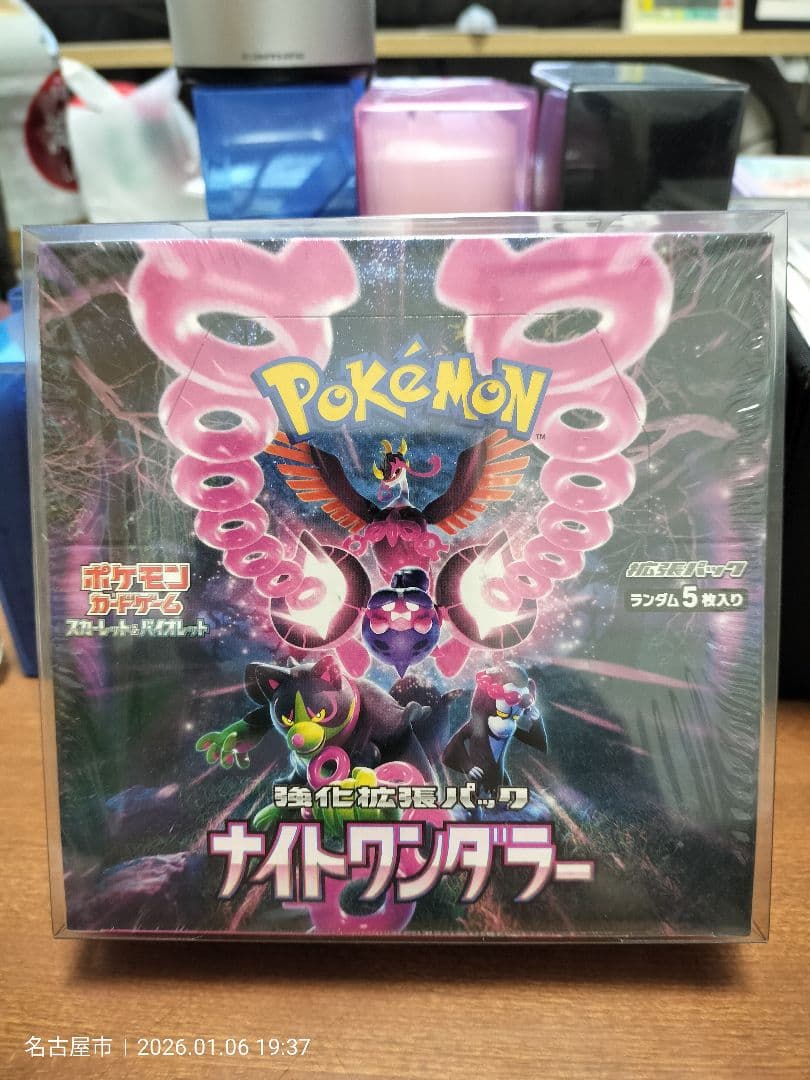 POKéMON
TM
ポケモン
カードゲーム
スカーレット&バイオレット
拡張パック
ランダム5枚入り
強化拡張パック
ナイトワンダラー
名古屋市|2026.01.06 19:37